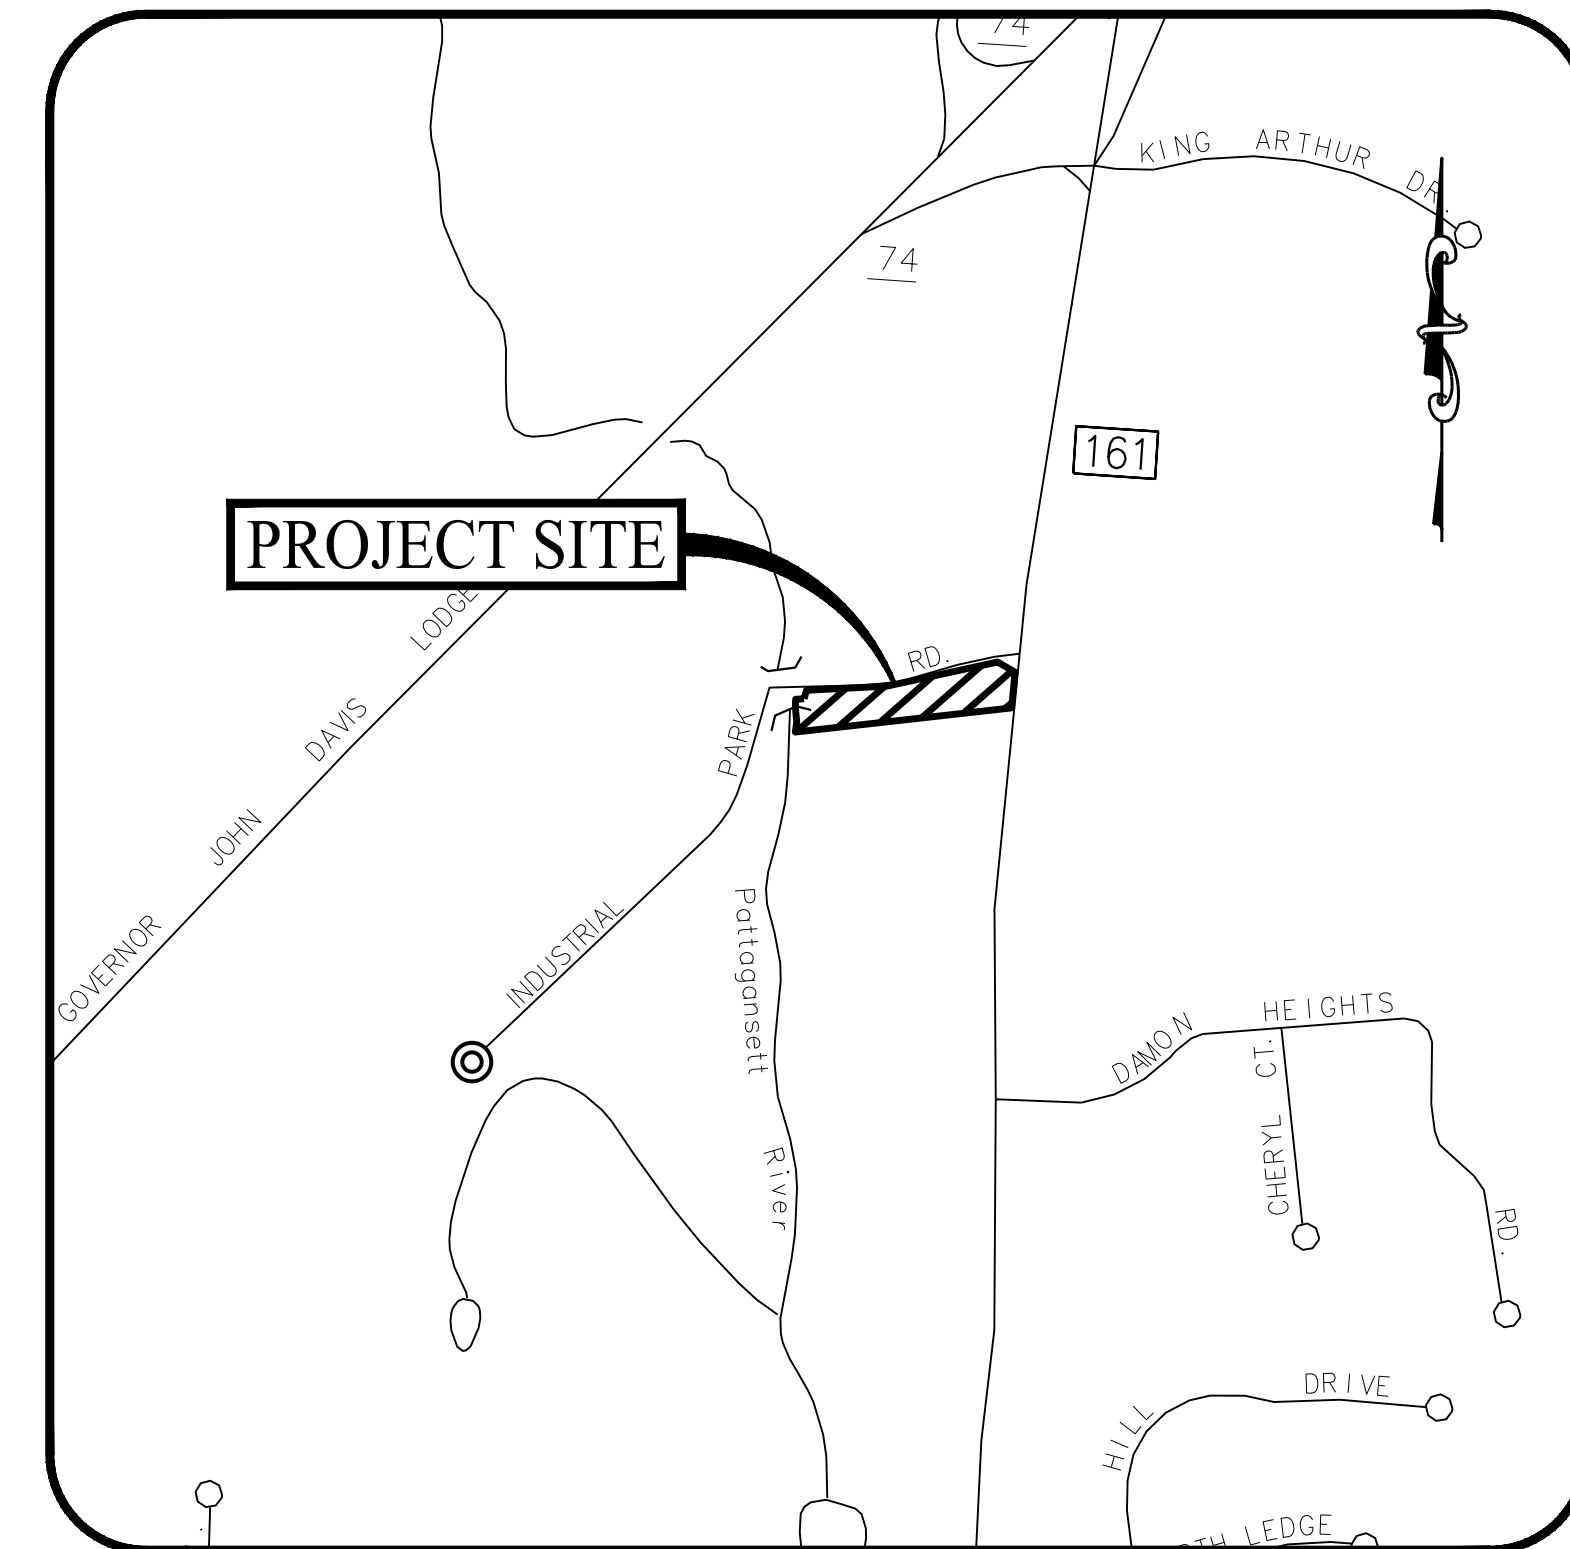 74
KING ARTHUR DR.
74
161
PROJECT SITE
GOVERNOR JOHN DAVIS LODGE
INDUSTRIAL PARK RD.
Pattagansett River
DAMON HEIGHTS RD.
CHERYL CT.
HILL DRIVE
LEDGE